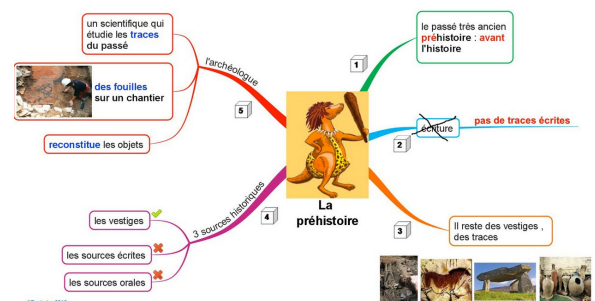 un scientifique qui
étudie les traces
du passé
des fouilles
sur un chantier
reconstitue les objets
l'archéologue
5
le passé très ancien
préhistoire : avant
l'histoire
1
écriture
pas de traces écrites
2
La
préhistoire
Il reste des vestiges ,
des traces
3
3 sources historiques
4
les vestiges
les sources écrites
les sources orales